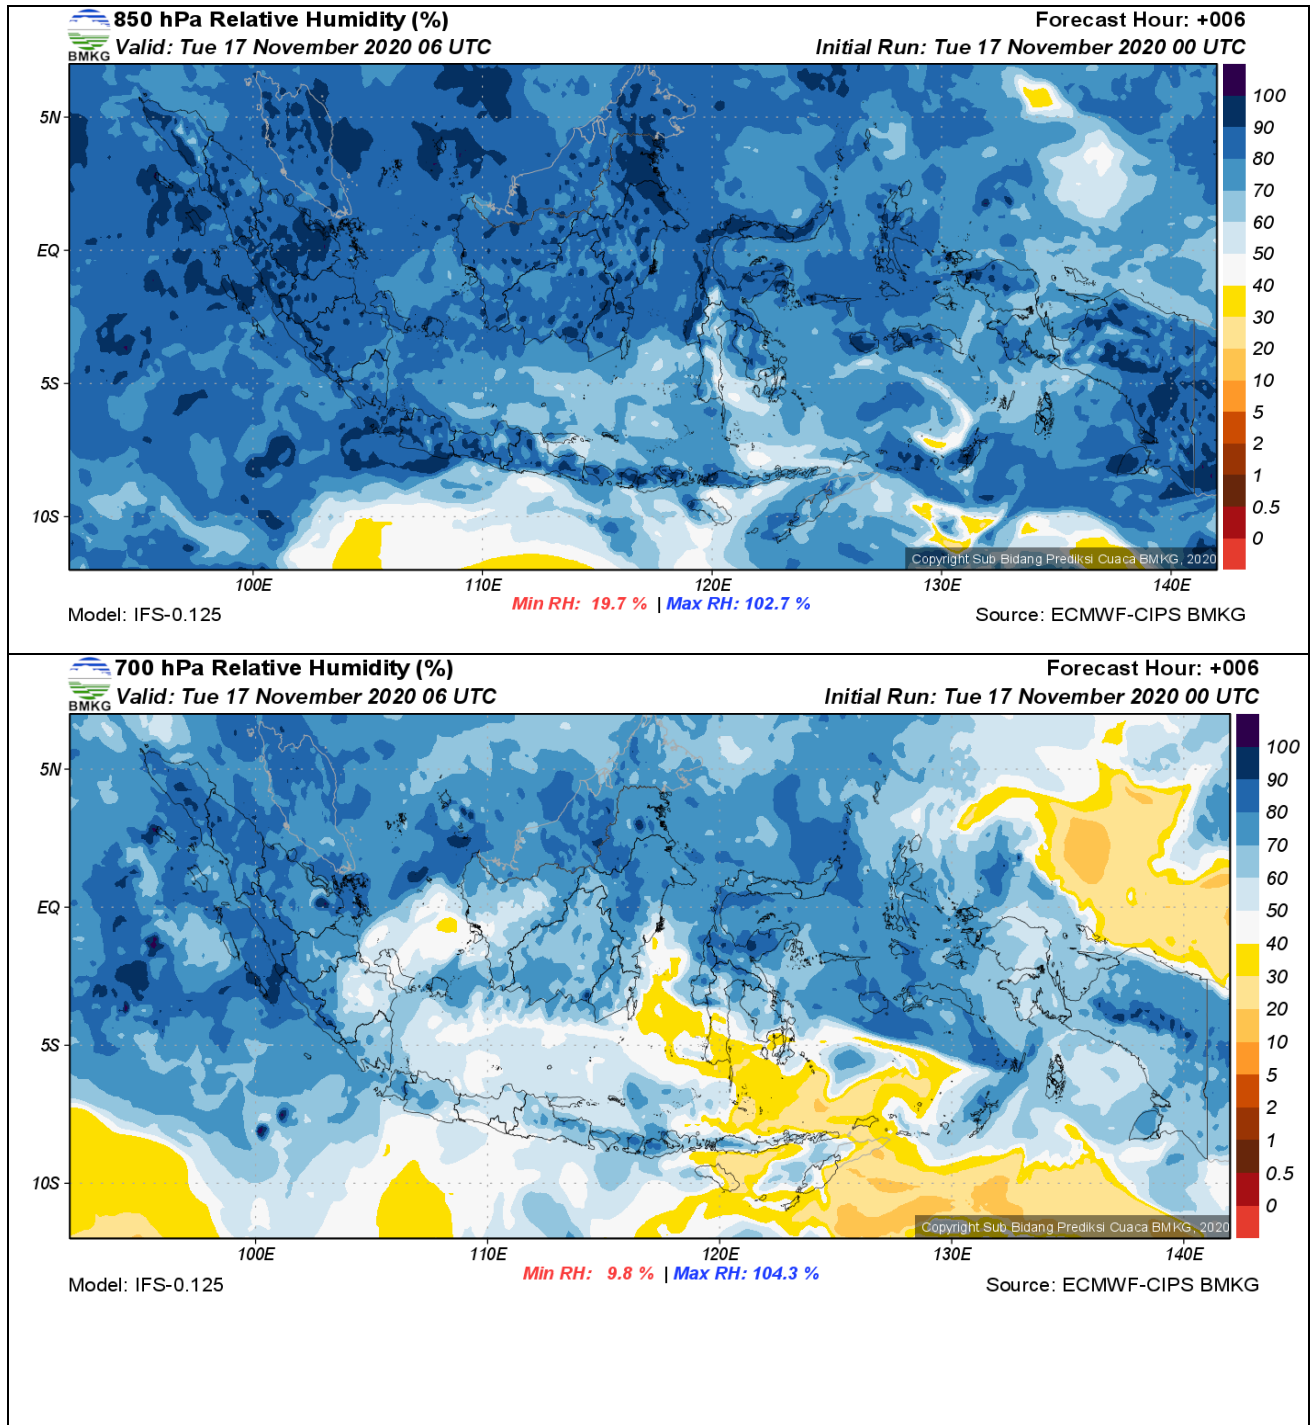 850 hPa Relative Humidity (%)
Forecast Hour: +006
BMKG
Valid: Tue 17 November 2020 06 UTC
Initial Run: Tue 17 November 2020 00 UTC
5N
EQ
5S
10S
100E
110E
120E
130E
140E
100
90
80
70
60
50
40
30
20
10
5
2
1
0.5
0
Copyright Sub Bidang Prediksi Cuaca BMKG, 2020
Min RH: 19.7 % | Max RH: 102.7 %
Model: IFS-0.125
Source: ECMWF-CIPS BMKG
700 hPa Relative Humidity (%)
Forecast Hour: +006
BMKG
Valid: Tue 17 November 2020 06 UTC
Initial Run: Tue 17 November 2020 00 UTC
5N
EQ
5S
10S
100E
110E
120E
130E
140E
100
90
80
70
60
50
40
30
20
10
5
2
1
0.5
0
Copyright Sub Bidang Prediksi Cuaca BMKG, 2020
Min RH: 9.8 % | Max RH: 104.3 %
Model: IFS-0.125
Source: ECMWF-CIPS BMKG